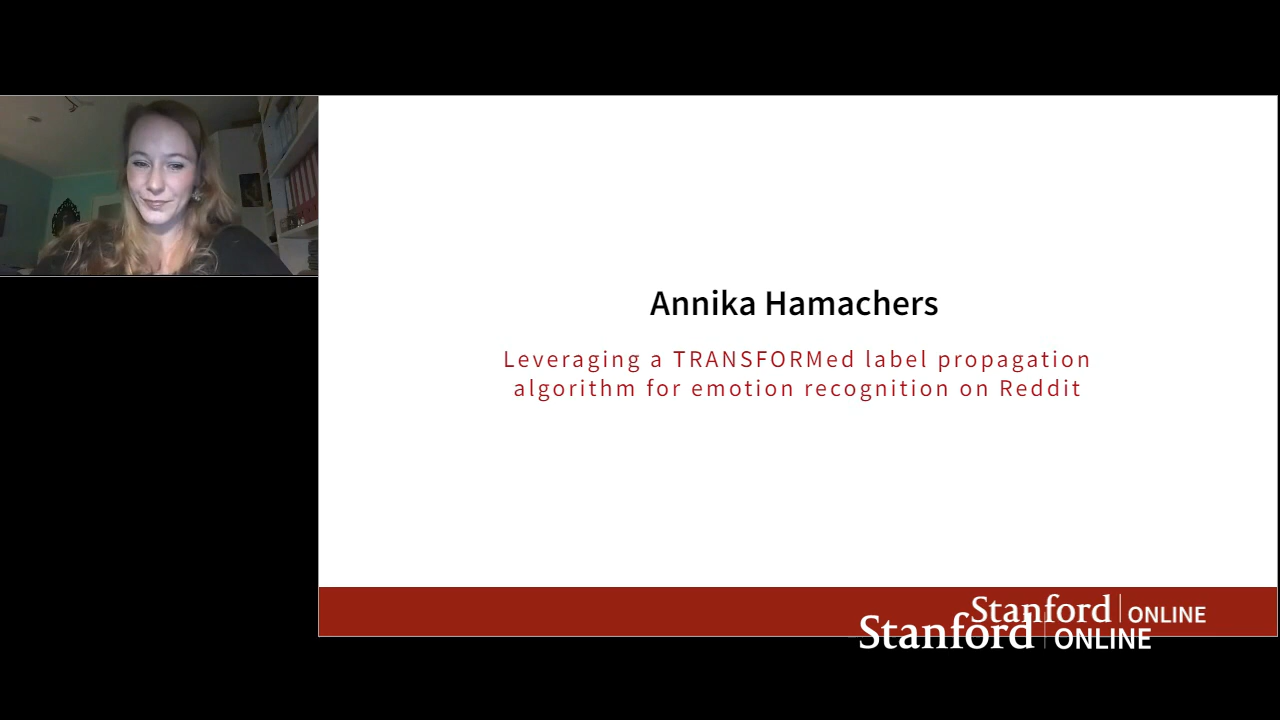 Annika Hamachers
Leveraging a TRANSFORMed label propagation
algorithm for emotion recognition on Reddit
Stanford ONLINE
Stanford ONLINE